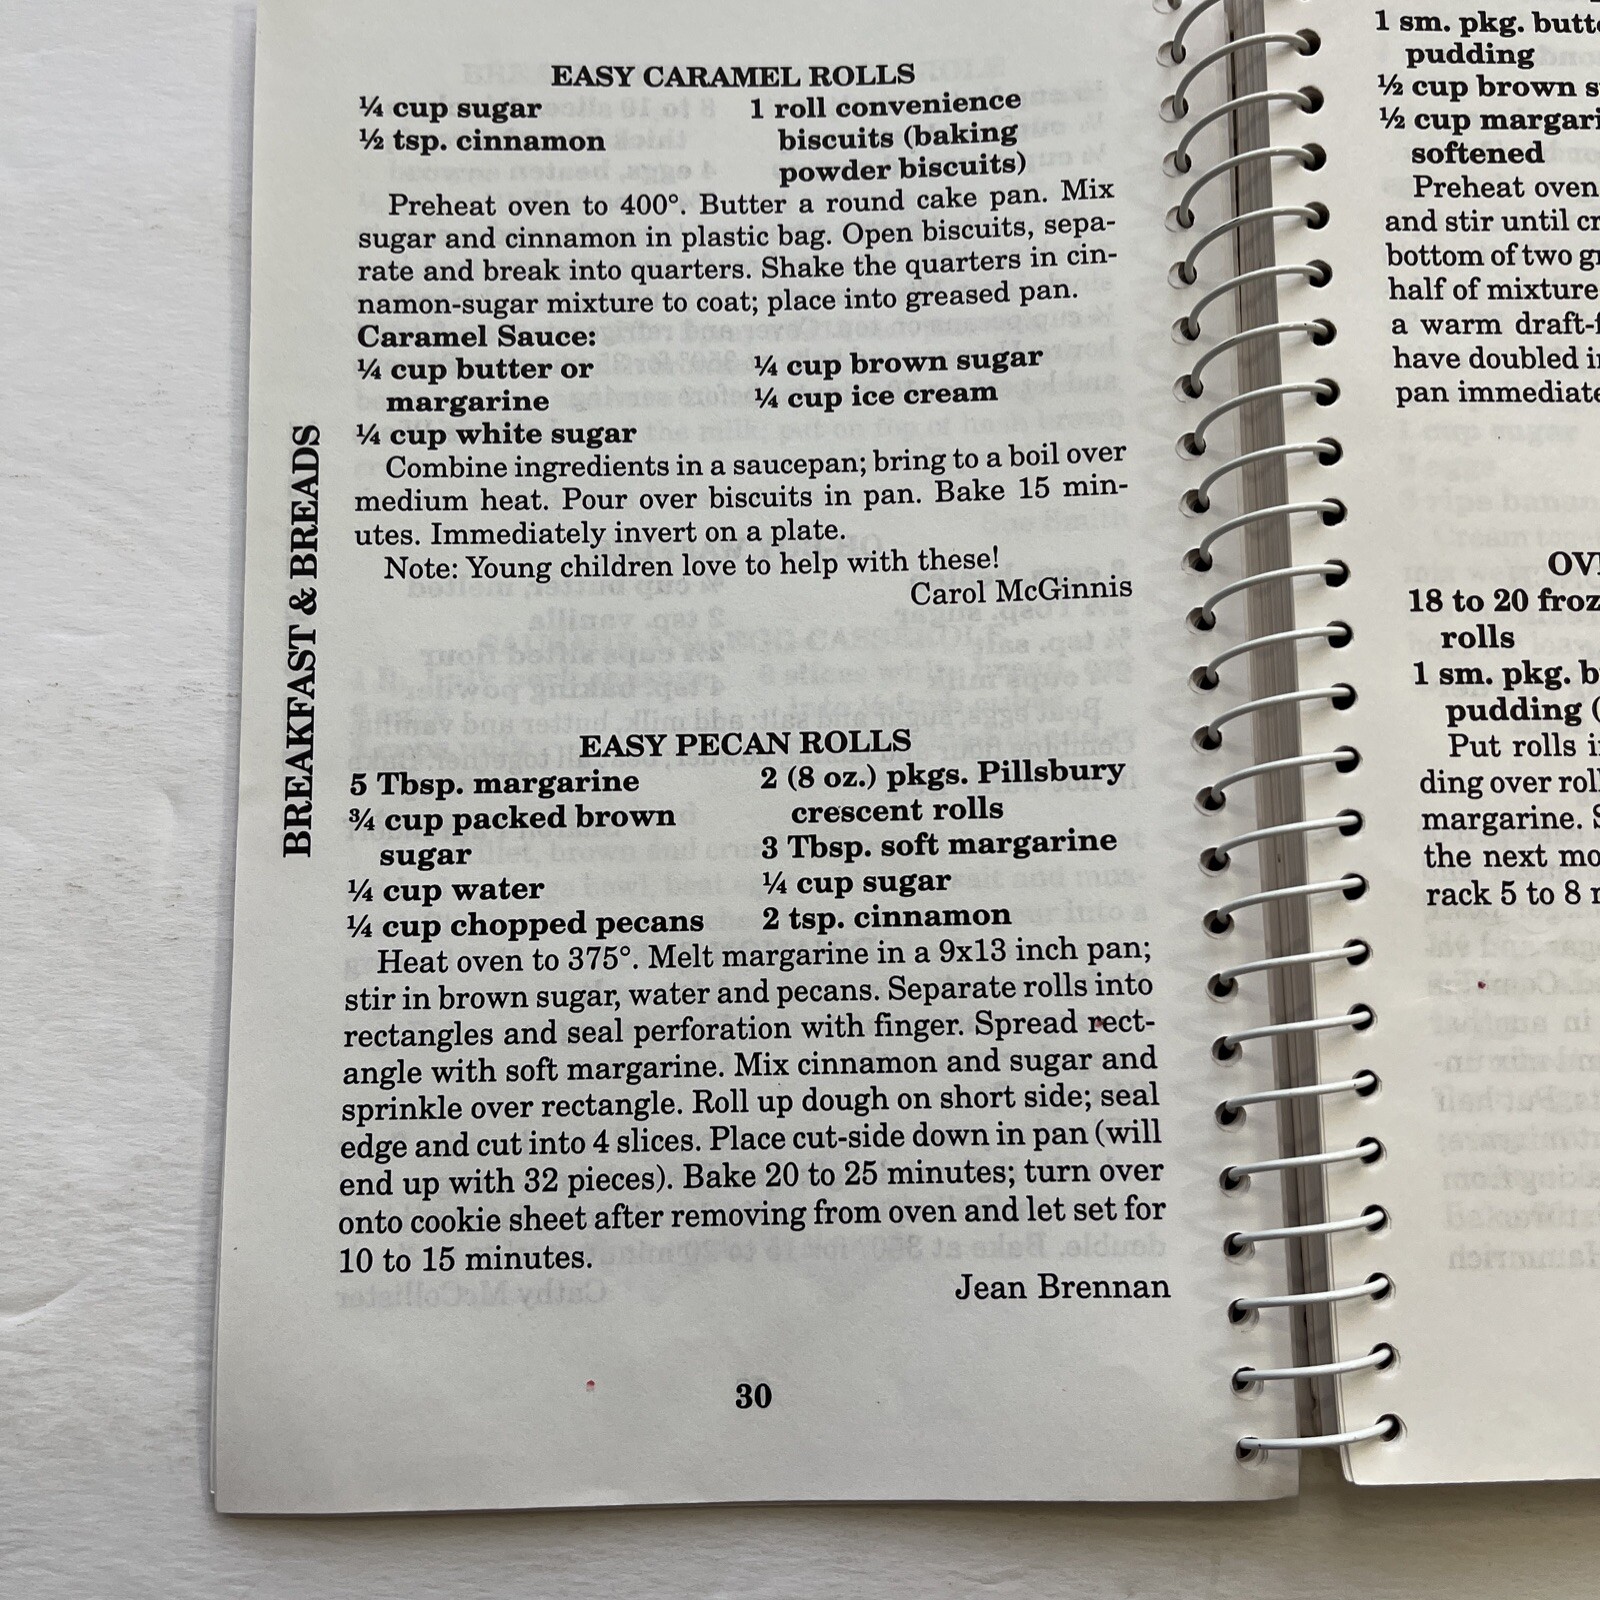 EASY CARAMEL ROLLS
¼ cup sugar
½ tsp. cinnamon
1 roll convenience
biscuits (baking
powder biscuits)
Preheat oven to 400°. Butter a round cake pan. Mix
sugar and cinnamon in plastic bag. Open biscuits, sepa-
rate and break into quarters. Shake the quarters in cin-
namon-sugar mixture to coat; place into greased pan.
Caramel Sauce:
¼ cup butter or
margarine
¼ cup white sugar
¼ cup brown sugar
¼ cup ice cream
Combine ingredients in a saucepan; bring to a boil over
medium heat. Pour over biscuits in pan. Bake 15 min-
utes. Immediately invert on a plate.
Note: Young children love to help with these!
Carol McGinnis
BREAKFAST & BREADS
EASY PECAN ROLLS
5 Tbsp. margarine
¾ cup packed brown
sugar
¼ cup water
¼ cup chopped pecans
2 (8 oz.) pkgs. Pillsbury
crescent rolls
3 Tbsp. soft margarine
¼ cup sugar
2 tsp. cinnamon
Heat oven to 375°. Melt margarine in a 9x13 inch pan;
stir in brown sugar, water and pecans. Separate rolls into
rectangles and seal perforation with finger. Spread rect-
angle with soft margarine. Mix cinnamon and sugar and
sprinkle over rectangle. Roll up dough on short side; seal
edge and cut into 4 slices. Place cut-side down in pan (will
end up with 32 pieces). Bake 20 to 25 minutes; turn over
onto cookie sheet after removing from oven and let set for
10 to 15 minutes.
Jean Brennan
30
1 sm. pkg.
pudding
½ cup brown
½ cup
softened
Preheat oven
and stir until
bottom of two
half of mixture
a warm
have doubled
pan
18 to 20
rolls
1 sm. pkg.
pudding (
Put rolls
ding over
margarine.
the next
rack 5 to 8